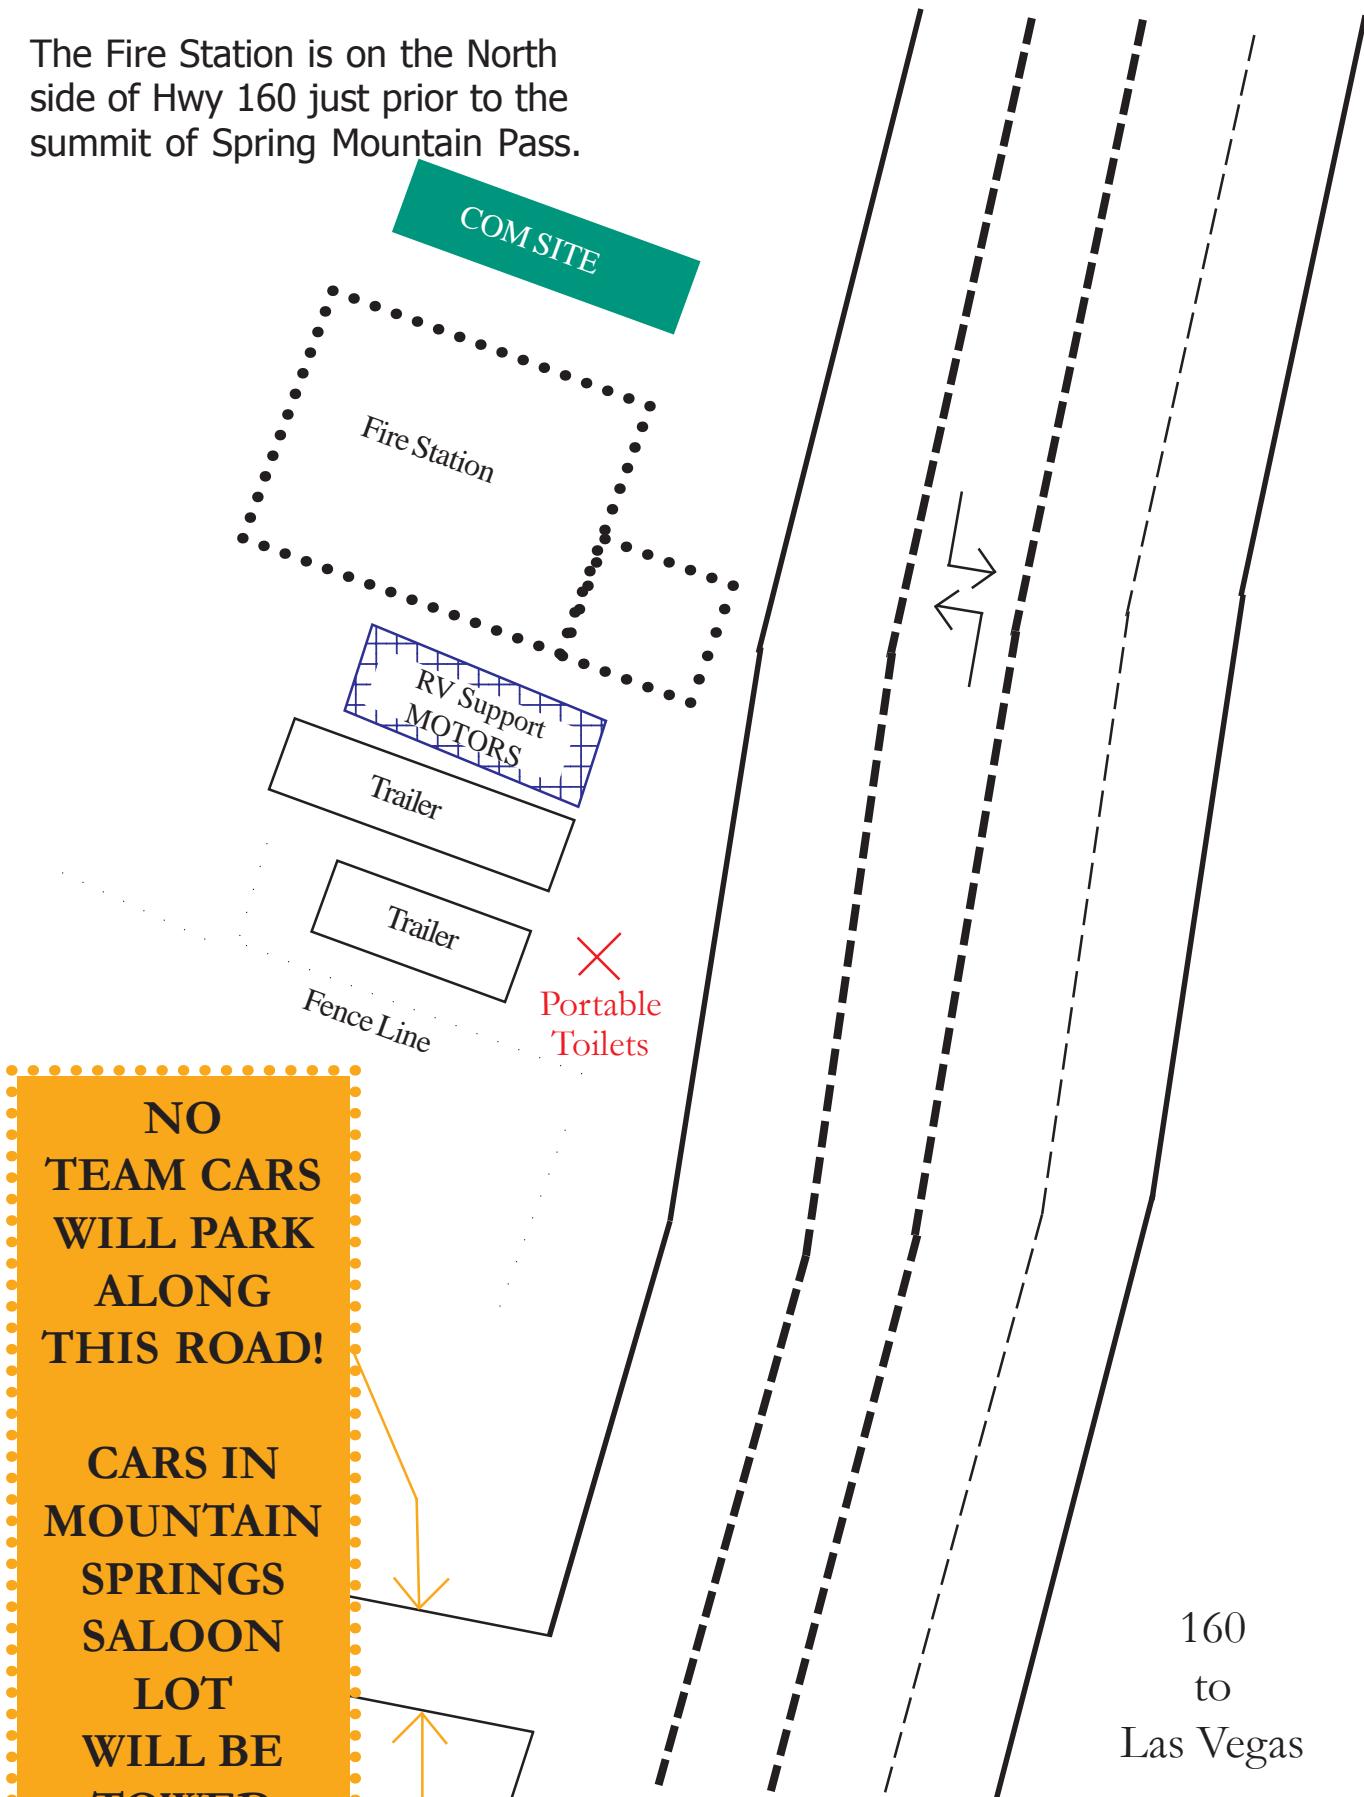 The Fire Station is on the North
side of Hwy 160 just prior to the
summit of Spring Mountain Pass.
COM SITE
Fire Station
RV Support
MOTORS
Trailer
Trailer
Fence Line
Portable
Toilets
NO
TEAM CARS
WILL PARK
ALONG
THIS ROAD!
CARS IN
MOUNTAIN
SPRINGS
SALOON
LOT
WILL BE
TOWED
160
to
Las Vegas